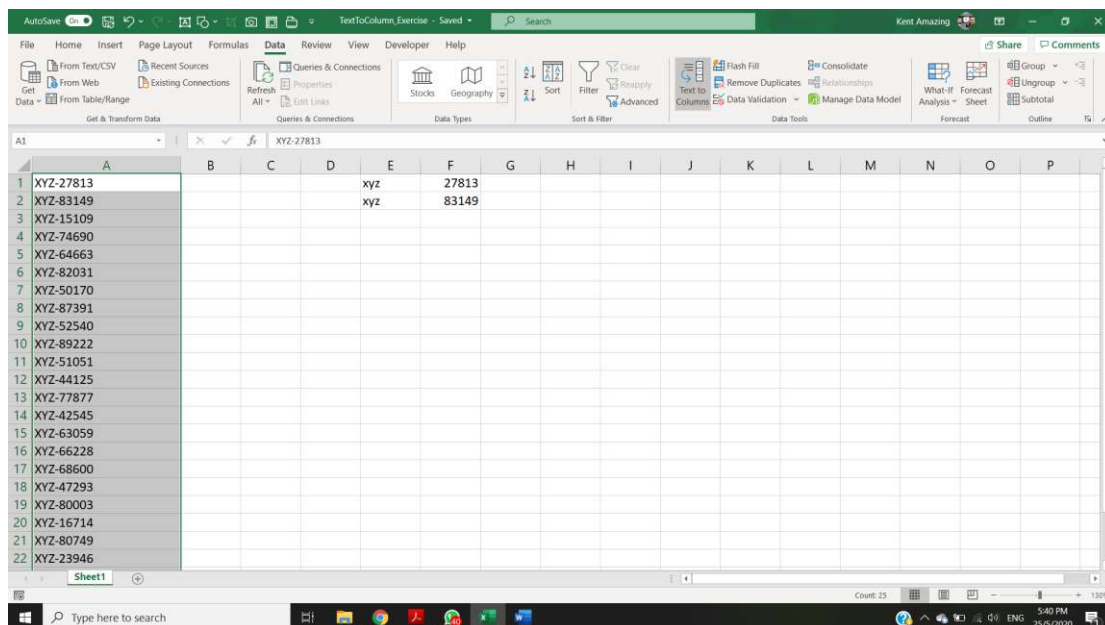 AutoSave On TextToColumn_Exercise - Saved Search Kent Amazing
File Home Insert Page Layout Formulas Data Review View Developer Help Share Comments
Get Data
From Text/CSV
From Web
From Table/Range
Recent Sources
Existing Connections
Get & Transform Data
Refresh All
Queries & Connections
Properties
Edit Links
Queries & Connections
Stocks Geography
Data Types
Sort Filter
Clear
Reapply
Advanced
Sort & Filter
Text to Columns
Flash Fill
Remove Duplicates
Data Validation
Consolidate
Relationships
Manage Data Model
Data Tools
What-If Analysis
Forecast Sheet
Forecast
Group
Ungroup
Subtotal
Outline
A1 fx XYZ-27813
A B C D E F G H I J K L M N O P
1 XYZ-27813 xyz 27813
2 XYZ-83149 xyz 83149
3 XYZ-15109
4 XYZ-74690
5 XYZ-64663
6 XYZ-82031
7 XYZ-50170
8 XYZ-87391
9 XYZ-52540
10 XYZ-89222
11 XYZ-51051
12 XYZ-44125
13 XYZ-77877
14 XYZ-42545
15 XYZ-63059
16 XYZ-66228
17 XYZ-68600
18 XYZ-47293
19 XYZ-80003
20 XYZ-16714
21 XYZ-80749
22 XYZ-23946
Sheet1
Count: 25
Type here to search ENG 5:40 PM
25/5/2020